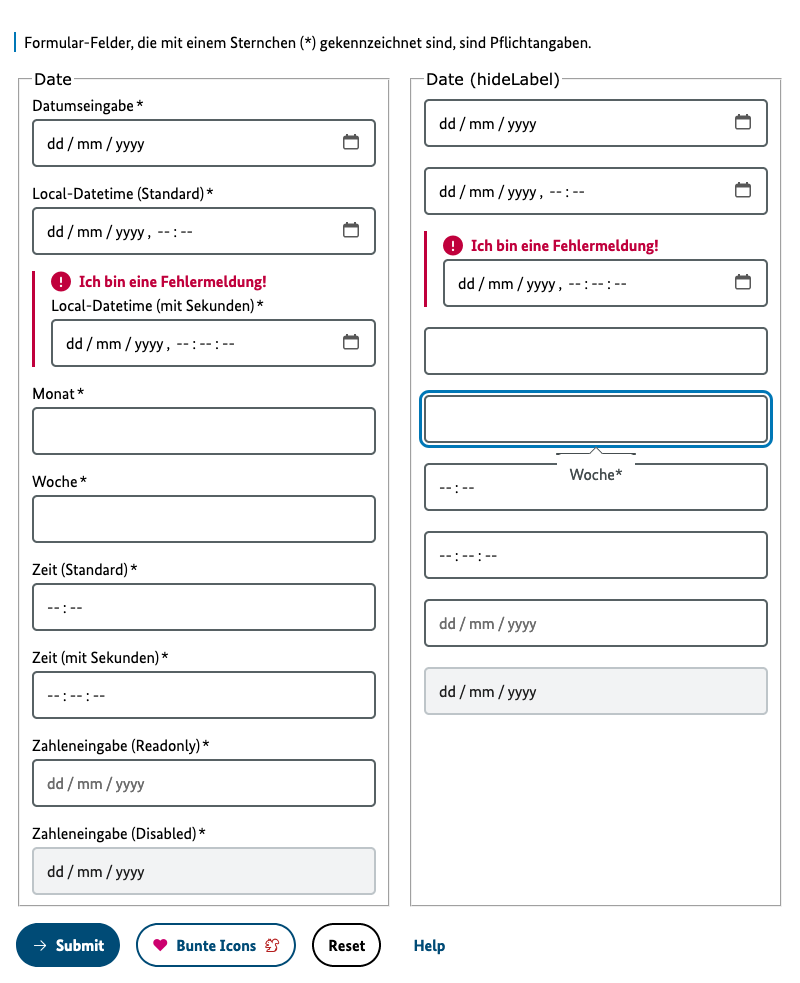 Formular-Felder, die mit einem Sternchen (*) gekennzeichnet sind, sind Pflichtangaben.
Date
Datumseingabe*
dd/mm/yyyy
Local-Datetime (Standard)*
dd/mm/yyyy, --:--
Ich bin eine Fehlermeldung!
Local-Datetime (mit Sekunden)*
dd/mm/yyyy, --:--:--
Monat*
Woche*
Zeit (Standard)*
--:--
Zeit (mit Sekunden)*
--:--:--
Zahleneingabe (Readonly)*
dd/mm/yyyy
Zahleneingabe (Disabled)*
dd/mm/yyyy
Date (hideLabel)
dd/mm/yyyy
dd/mm/yyyy, --:--
Ich bin eine Fehlermeldung!
dd/mm/yyyy, --:--:--
Woche*
--:--
--:--:--
dd/mm/yyyy
dd/mm/yyyy
Submit
Bunte Icons
Reset
Help